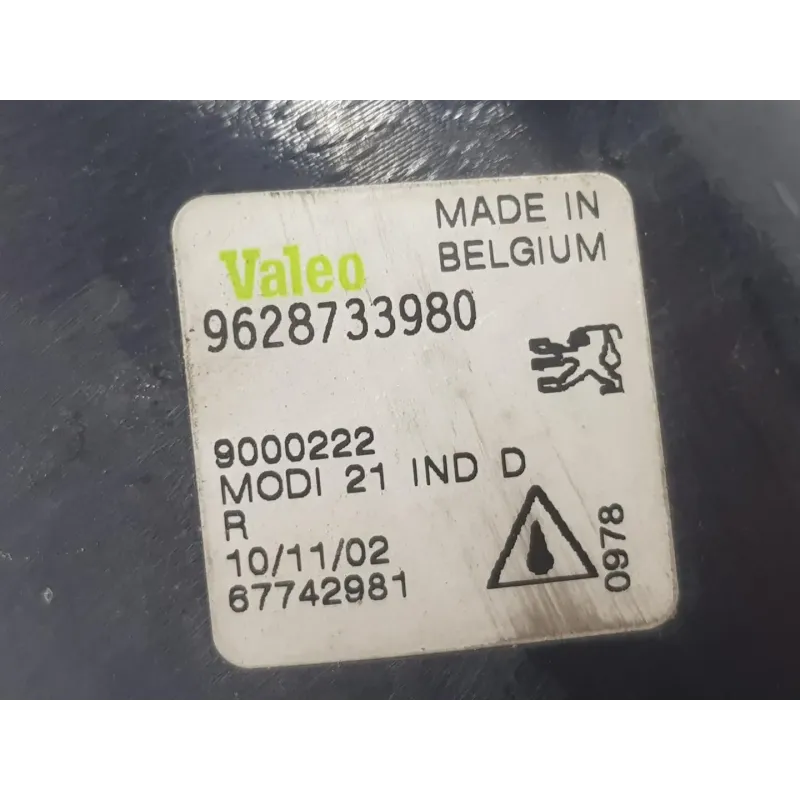 MADE IN
BELGIUM
Valeo
9628733980
9000222
MODI 21 IND D
R
10/11/02
67742981
0978